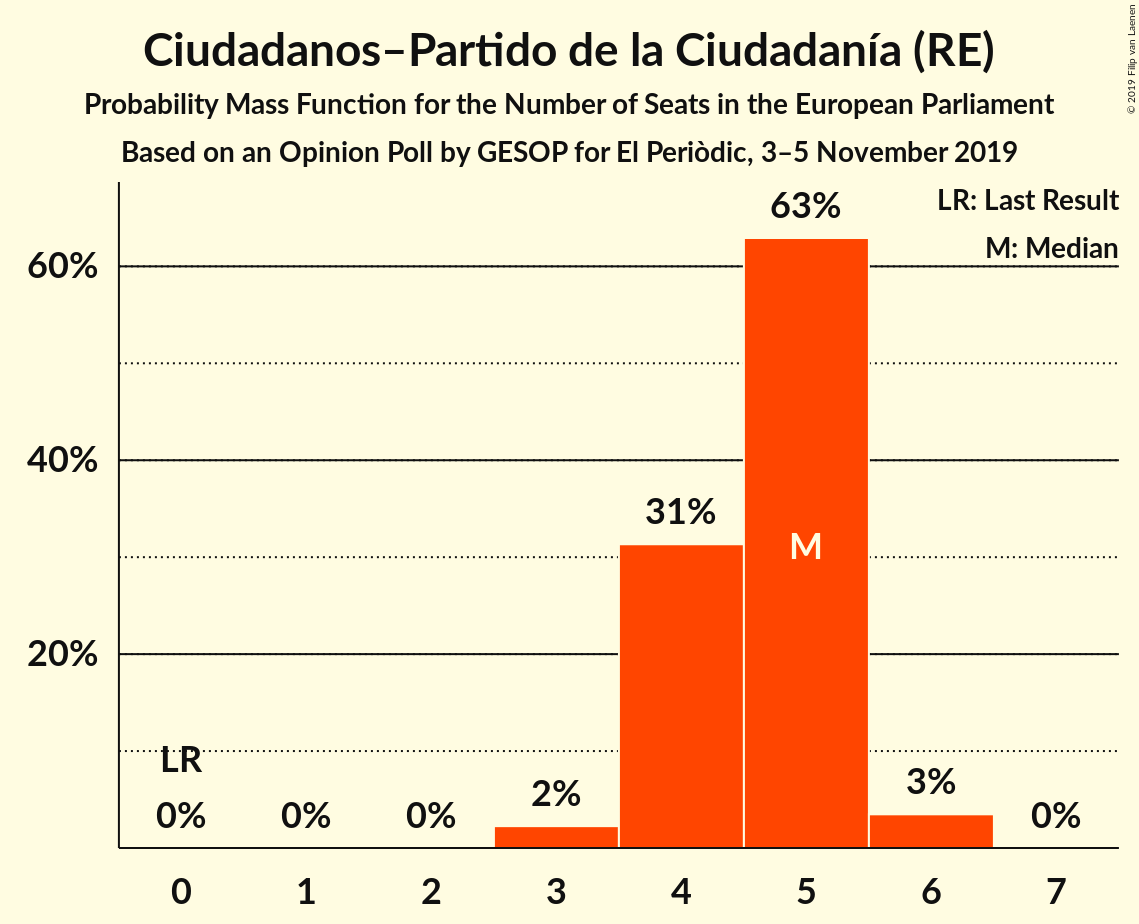 Ciudadanos–Partido de la Ciudadanía (RE)
Probability Mass Function for the Number of Seats in the European Parliament
Based on an Opinion Poll by GESOP for El Periòdic, 3–5 November 2019
© 2019 Filip van Laenen
LR: Last Result
M: Median
63%
60%
40%
31%
M
20%
LR
0%
0%
0%
2%
3%
0%
0
1
2
3
4
5
6
7